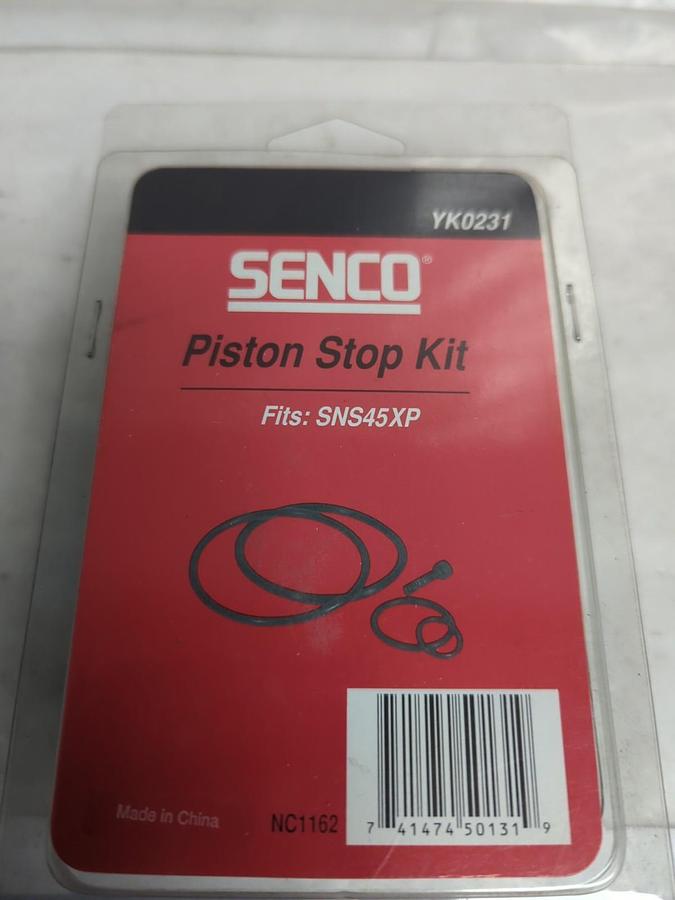 YK0231
SENCO®
Piston Stop Kit
Fits: SNS45XP
Made in China
NC1162
7 41474 50131 9